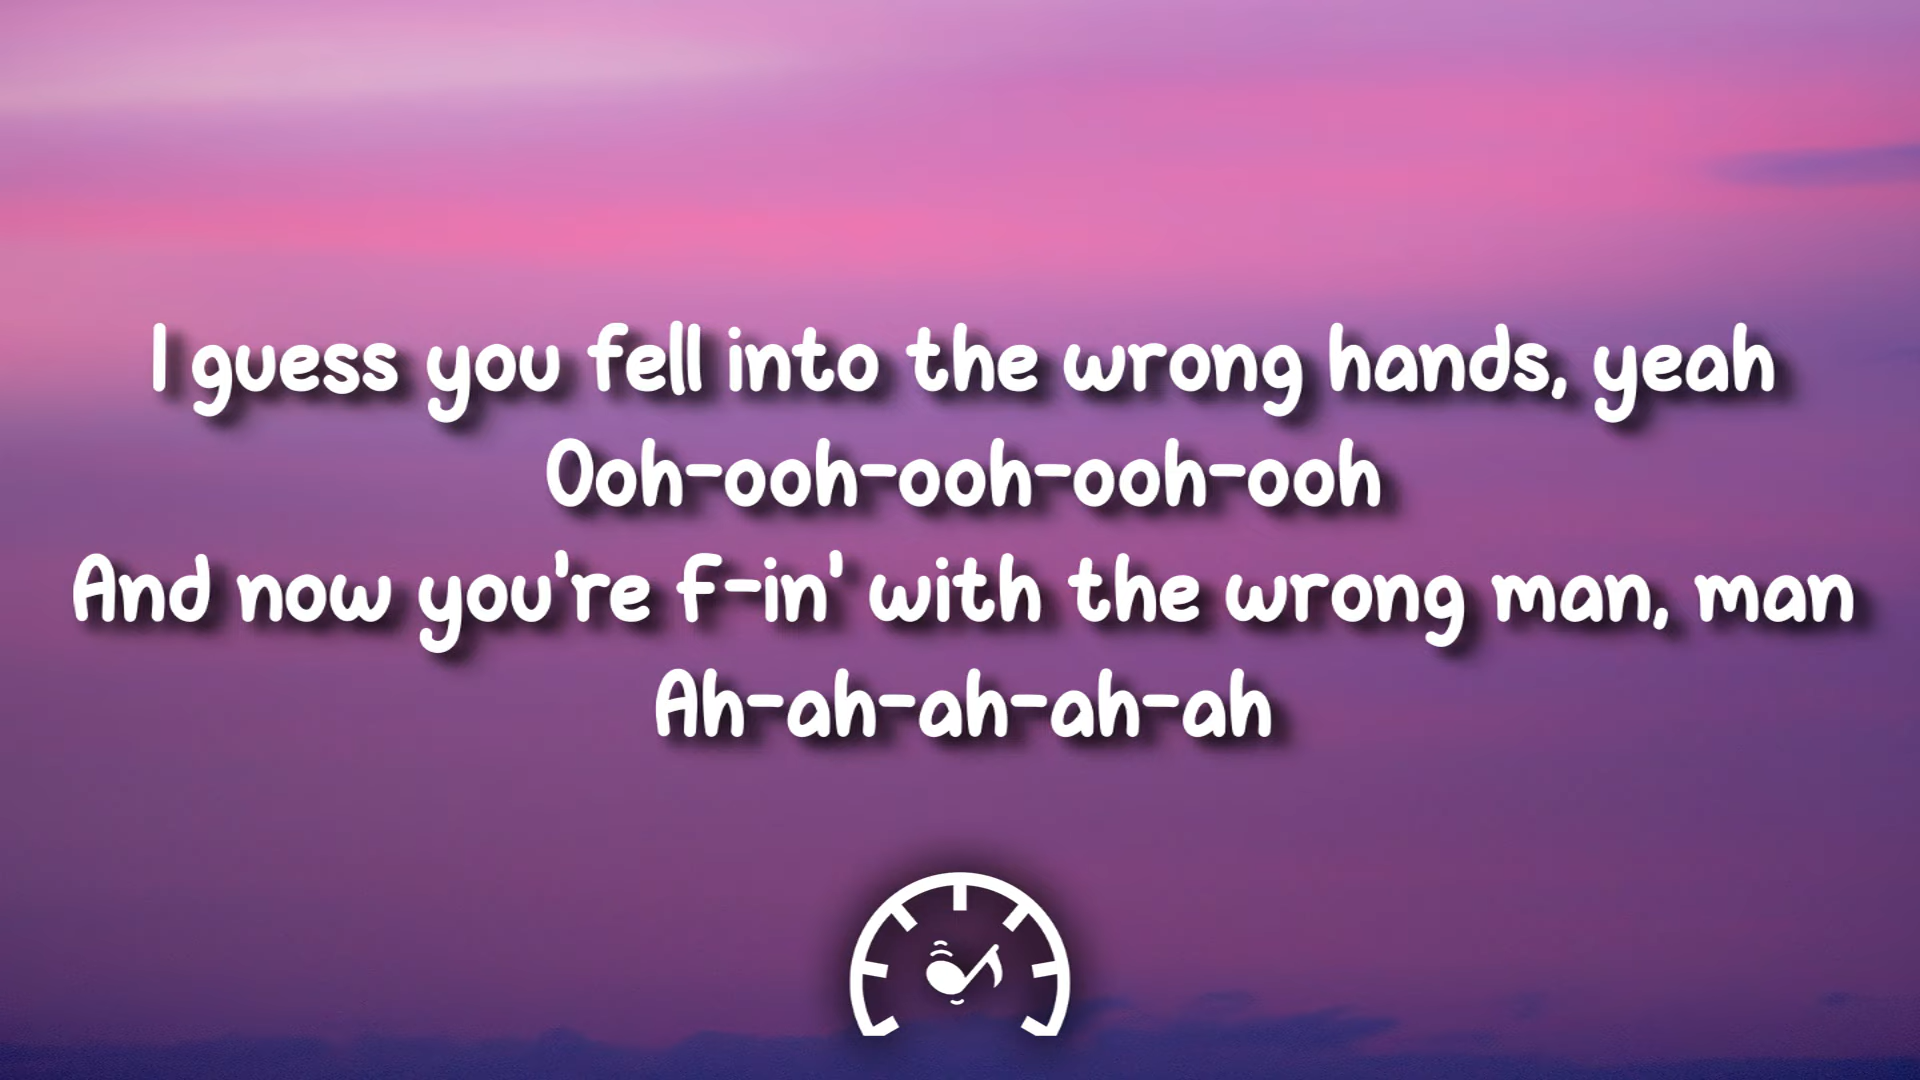 I guess you fell into the wrong hands, yeah
Ooh-ooh-ooh-ooh-ooh
And now you're f-in' with the wrong man, man
Ah-ah-ah-ah-ah